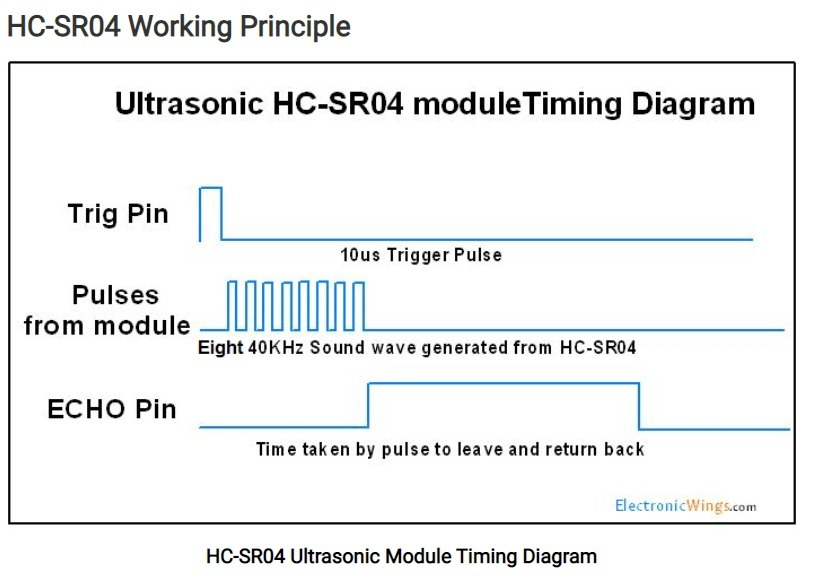 HC-SR04 Working Principle
Ultrasonic HC-SR04 moduleTiming Diagram
Trig Pin
10us Trigger Pulse
Pulses
from module
Eight 40KHz Sound wave generated from HC-SR04
ECHO Pin
Time taken by pulse to leave and return back
ElectronicWings.com
HC-SR04 Ultrasonic Module Timing Diagram